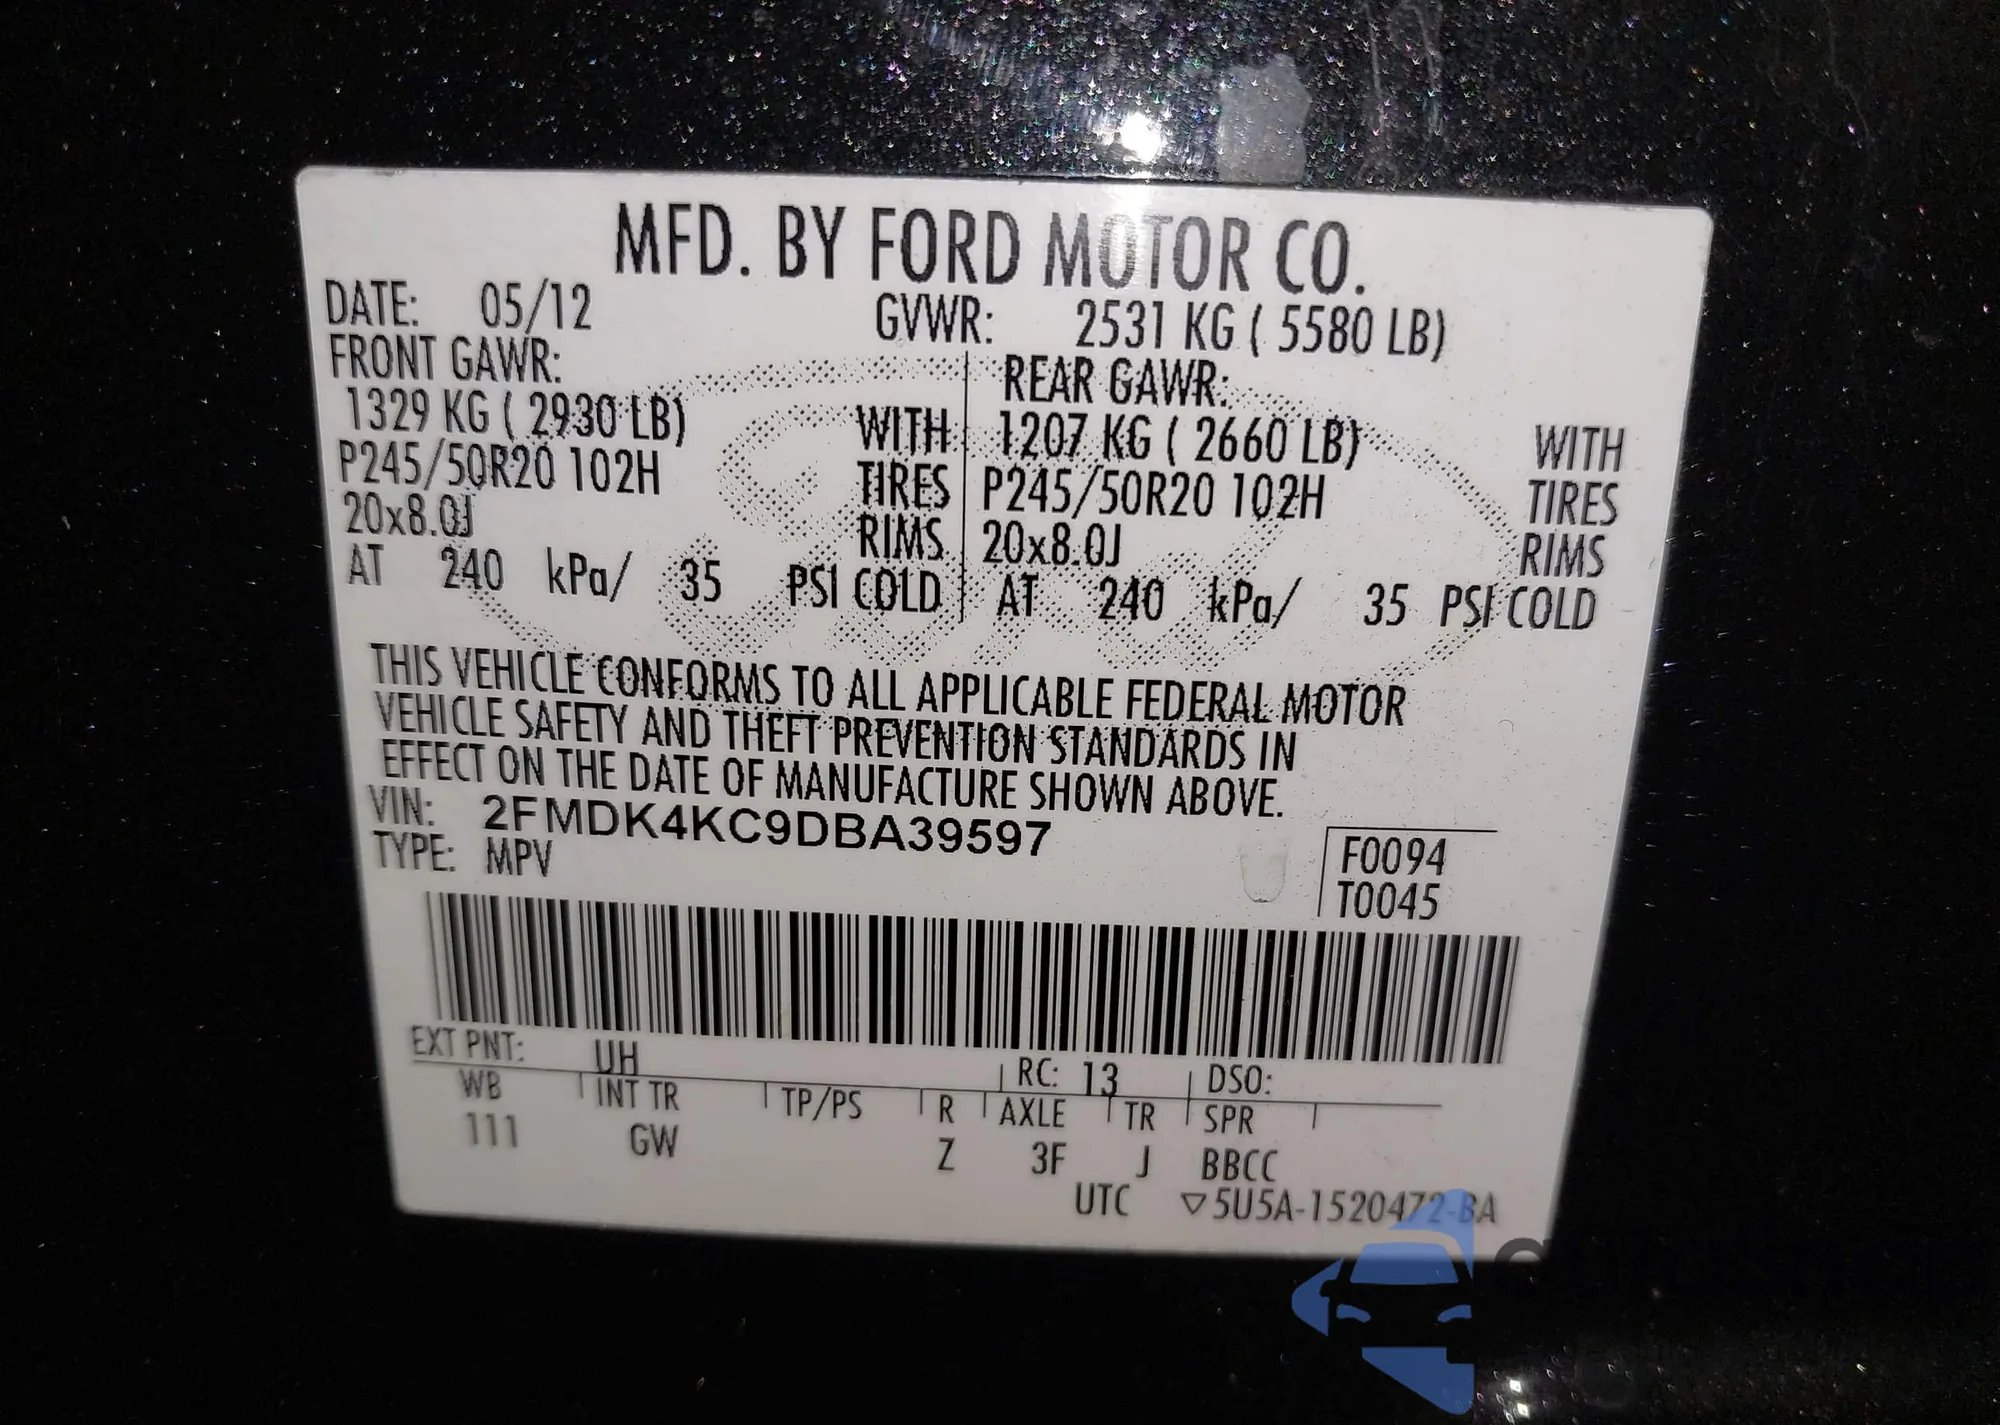 MFD. BY FORD MOTOR CO.
DATE: 05/12 GVWR: 2531 KG ( 5580 LB)
FRONT GAWR: REAR GAWR:
1329 KG ( 2930 LB) WITH 1207 KG ( 2660 LB) WITH
P245/50R20 102H TIRES P245/50R20 102H TIRES
20x8.0J RIMS 20x8.0J RIMS
AT 240 kPa/ 35 PSI COLD AT 240 kPa/ 35 PSI COLD
THIS VEHICLE CONFORMS TO ALL APPLICABLE FEDERAL MOTOR
VEHICLE SAFETY AND THEFT PREVENTION STANDARDS IN
EFFECT ON THE DATE OF MANUFACTURE SHOWN ABOVE.
VIN: 2FMDK4KC9DBA39597
TYPE: MPV
F0094
T0045
EXT PNT: UH RC: 13 DSO:
WB INT TR TP/PS R AXLE TR SPR
111 GW Z 3F J BBCC
UTC ▽5U5A-1520472-BA